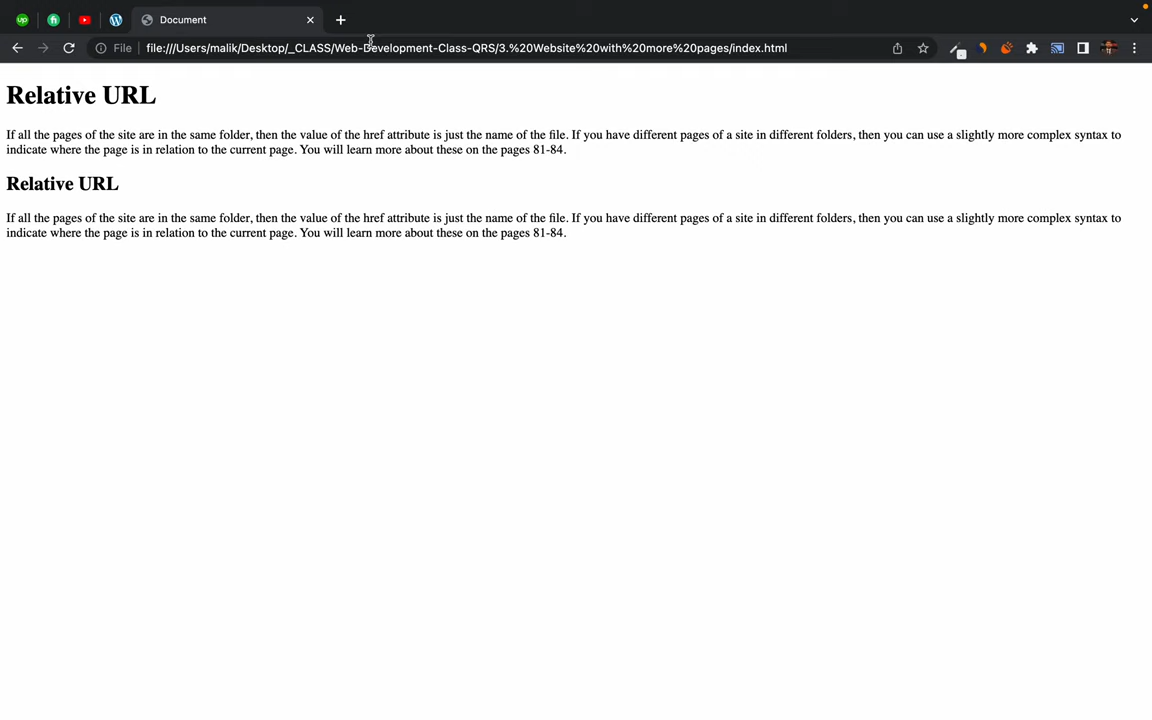 up
fi
Document
File
file:///Users/malik/Desktop/_CLASS/Web-Development-Class-QRS/3.%20Website%20with%20more%20pages/index.html
Relative URL
If all the pages of the site are in the same folder, then the value of the href attribute is just the name of the file. If you have different pages of a site in different folders, then you can use a slightly more complex syntax to
indicate where the page is in relation to the current page. You will learn more about these on the pages 81-84.
Relative URL
If all the pages of the site are in the same folder, then the value of the href attribute is just the name of the file. If you have different pages of a site in different folders, then you can use a slightly more complex syntax to
indicate where the page is in relation to the current page. You will learn more about these on the pages 81-84.